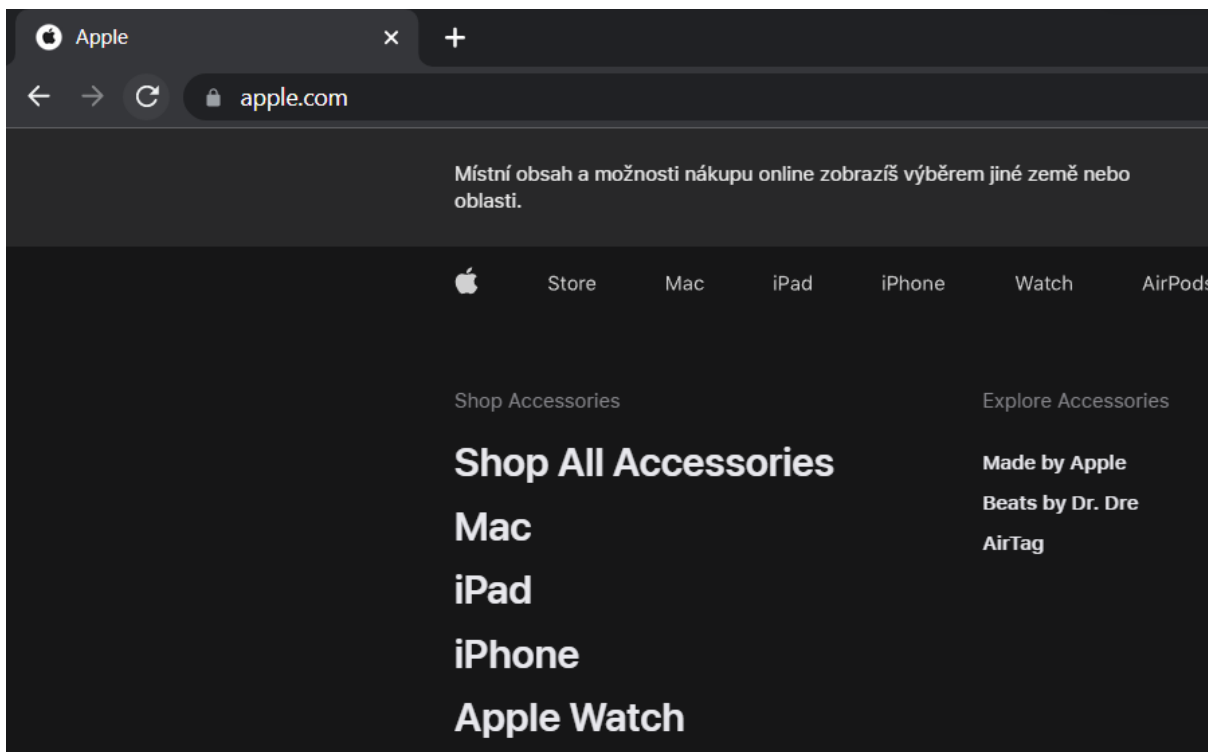 Apple
apple.com
Místní obsah a možnosti nákupu online zobrazíš výběrem jiné země nebo
oblasti.
Store Mac iPad iPhone Watch AirPods
Shop Accessories
Shop All Accessories
Mac
iPad
iPhone
Apple Watch
Explore Accessories
Made by Apple
Beats by Dr. Dre
AirTag